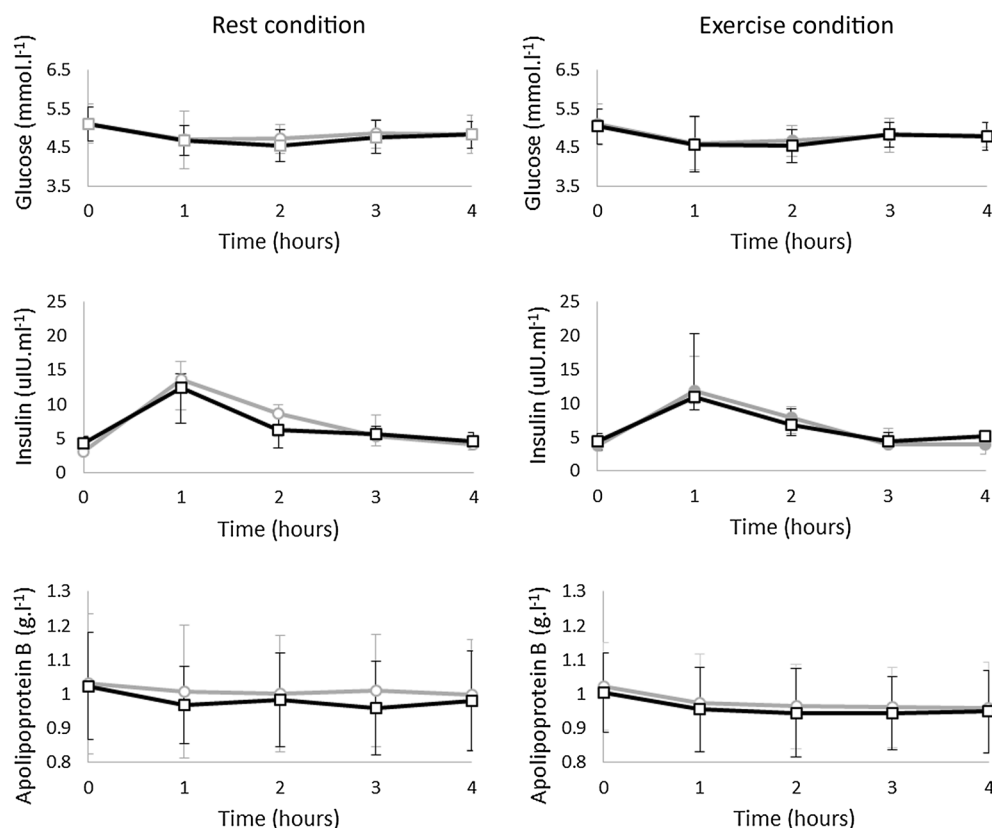 Rest condition
Exercise condition
Glucose (mmol.l-1)
6.5
5.5
4.5
3.5
0 1 2 3 4
Time (hours)
Glucose (mmol.l-1)
6.5
5.5
4.5
3.5
0 1 2 3 4
Time (hours)
Insulin (uIU.ml-1)
25
20
15
10
5
0
0 1 2 3 4
Time (hours)
Insulin (uIU.ml-1)
25
20
15
10
5
0
0 1 2 3 4
Time (hours)
Apolipoprotein B (g.l-1)
1.3
1.2
1.1
1
0.9
0.8
0 1 2 3 4
Time (hours)
Apolipoprotein B (g.l-1)
1.3
1.2
1.1
1
0.9
0.8
0 1 2 3 4
Time (hours)